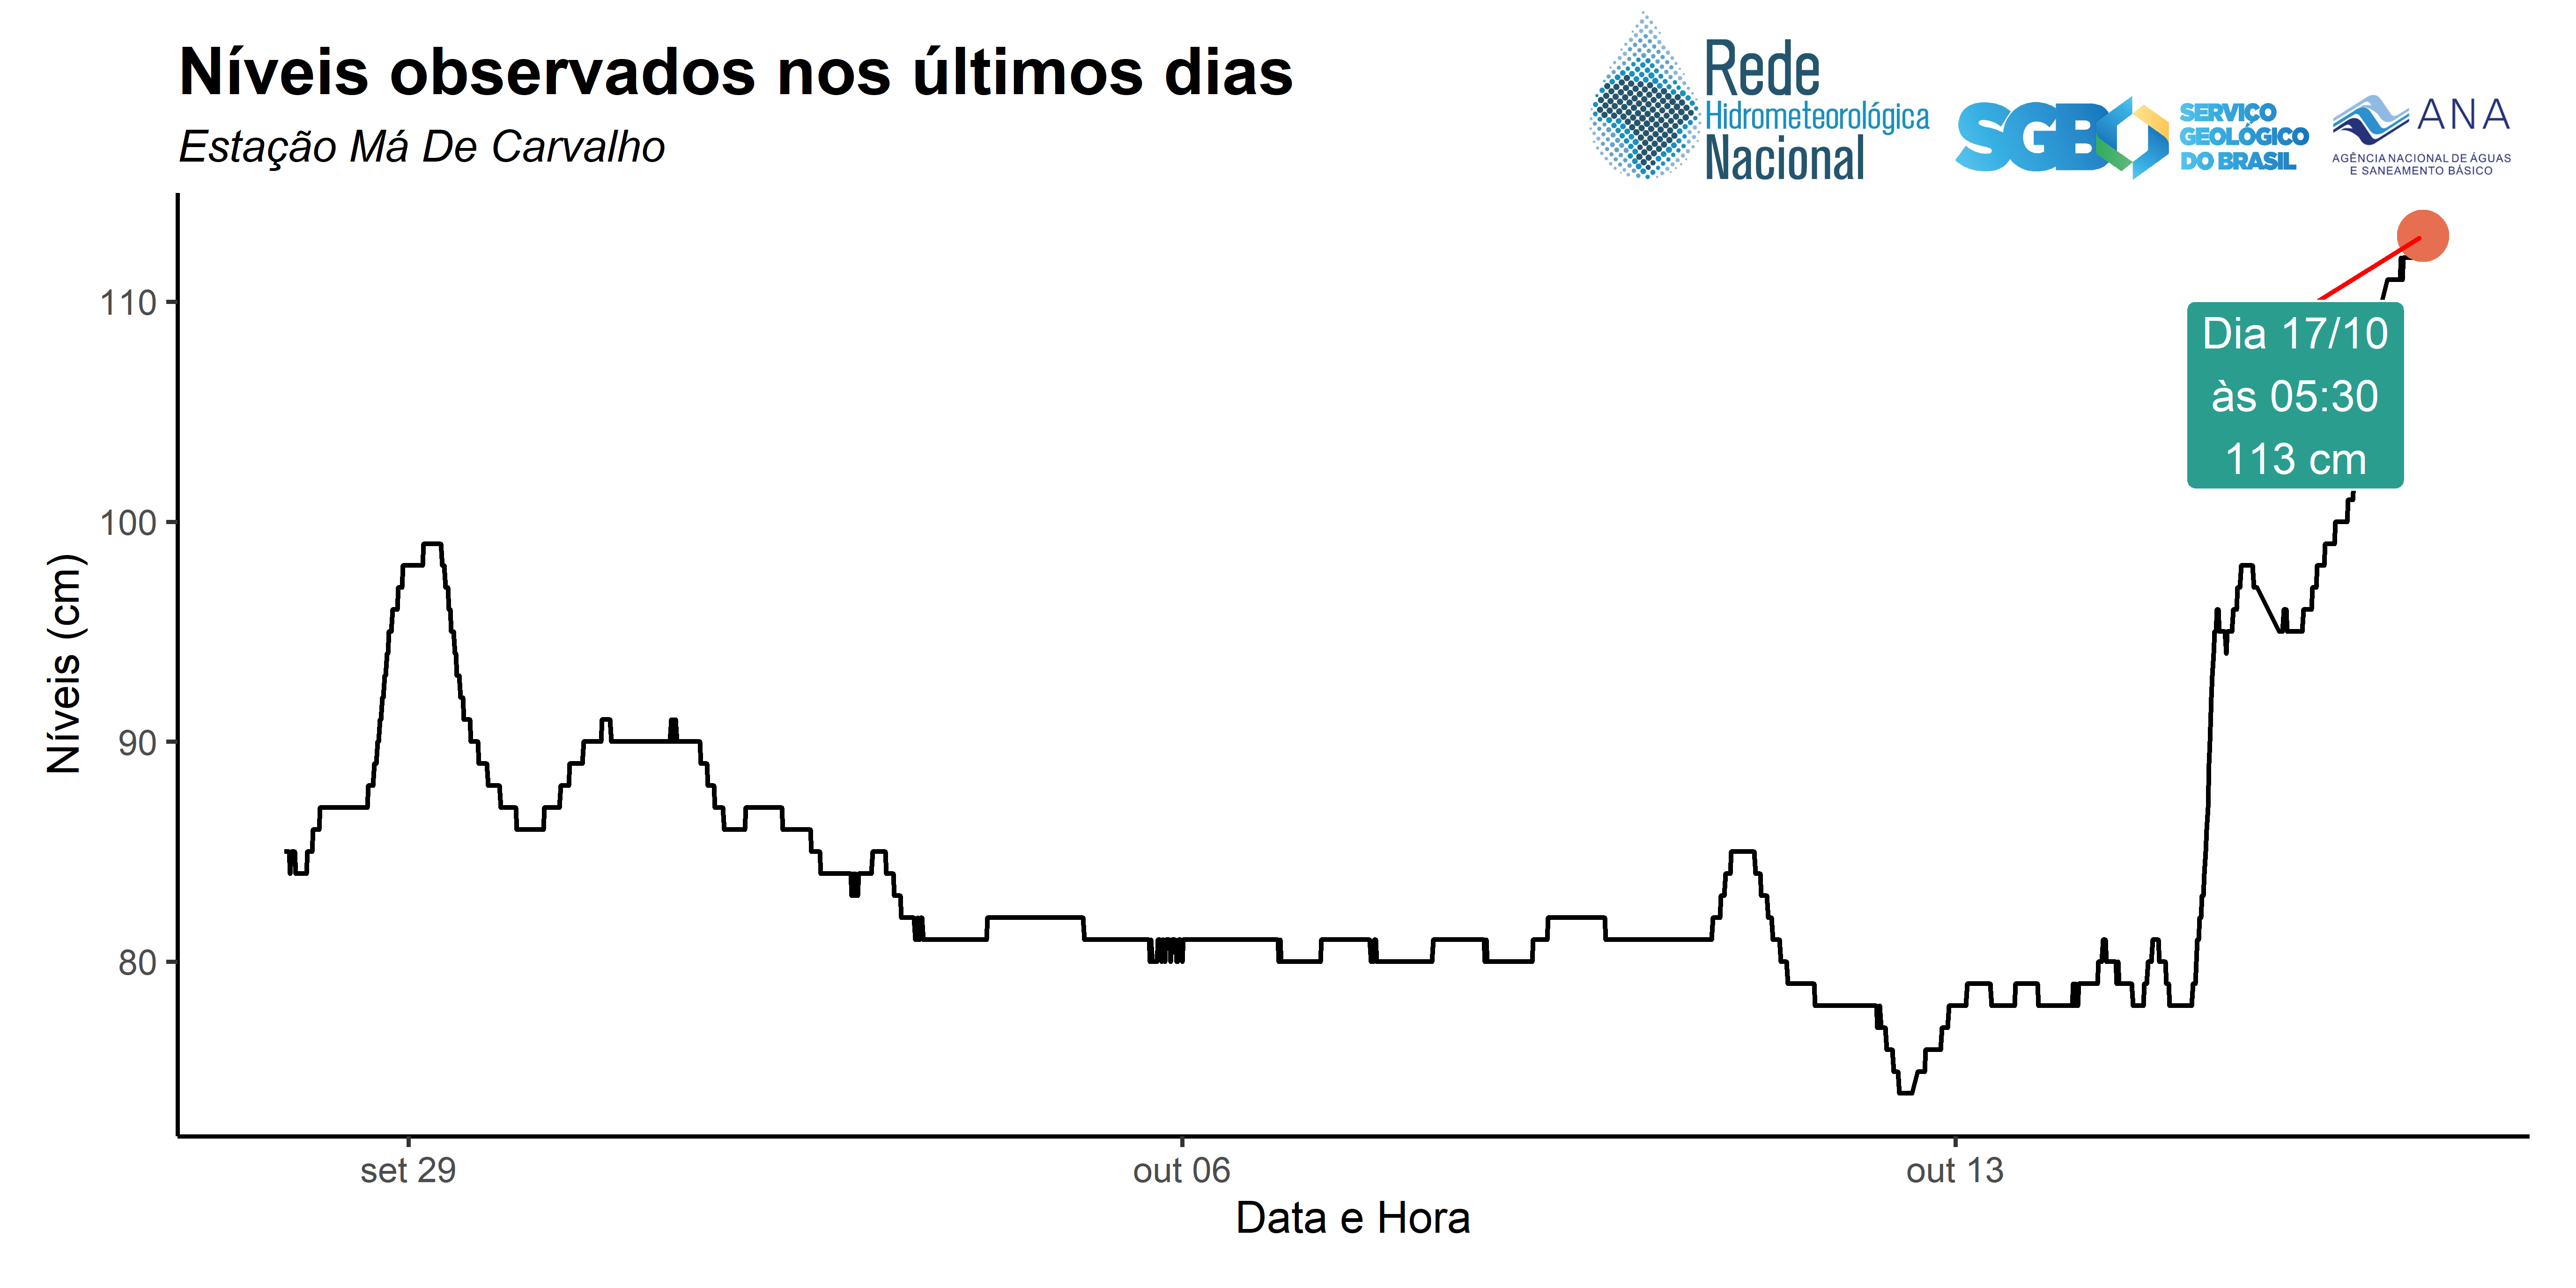 Níveis observados nos últimos dias
Estação Má De Carvalho
Rede
Hidrometeorológica
Nacional
SGB
SERVIÇO
GEOLÓGICO
DO BRASIL
ANA
AGÊNCIA NACIONAL DE ÁGUAS
E SANEAMENTO BÁSICO
Níveis (cm)
110
100
90
80
Dia 17/10
às 05:30
113 cm
set 29
out 06
out 13
Data e Hora